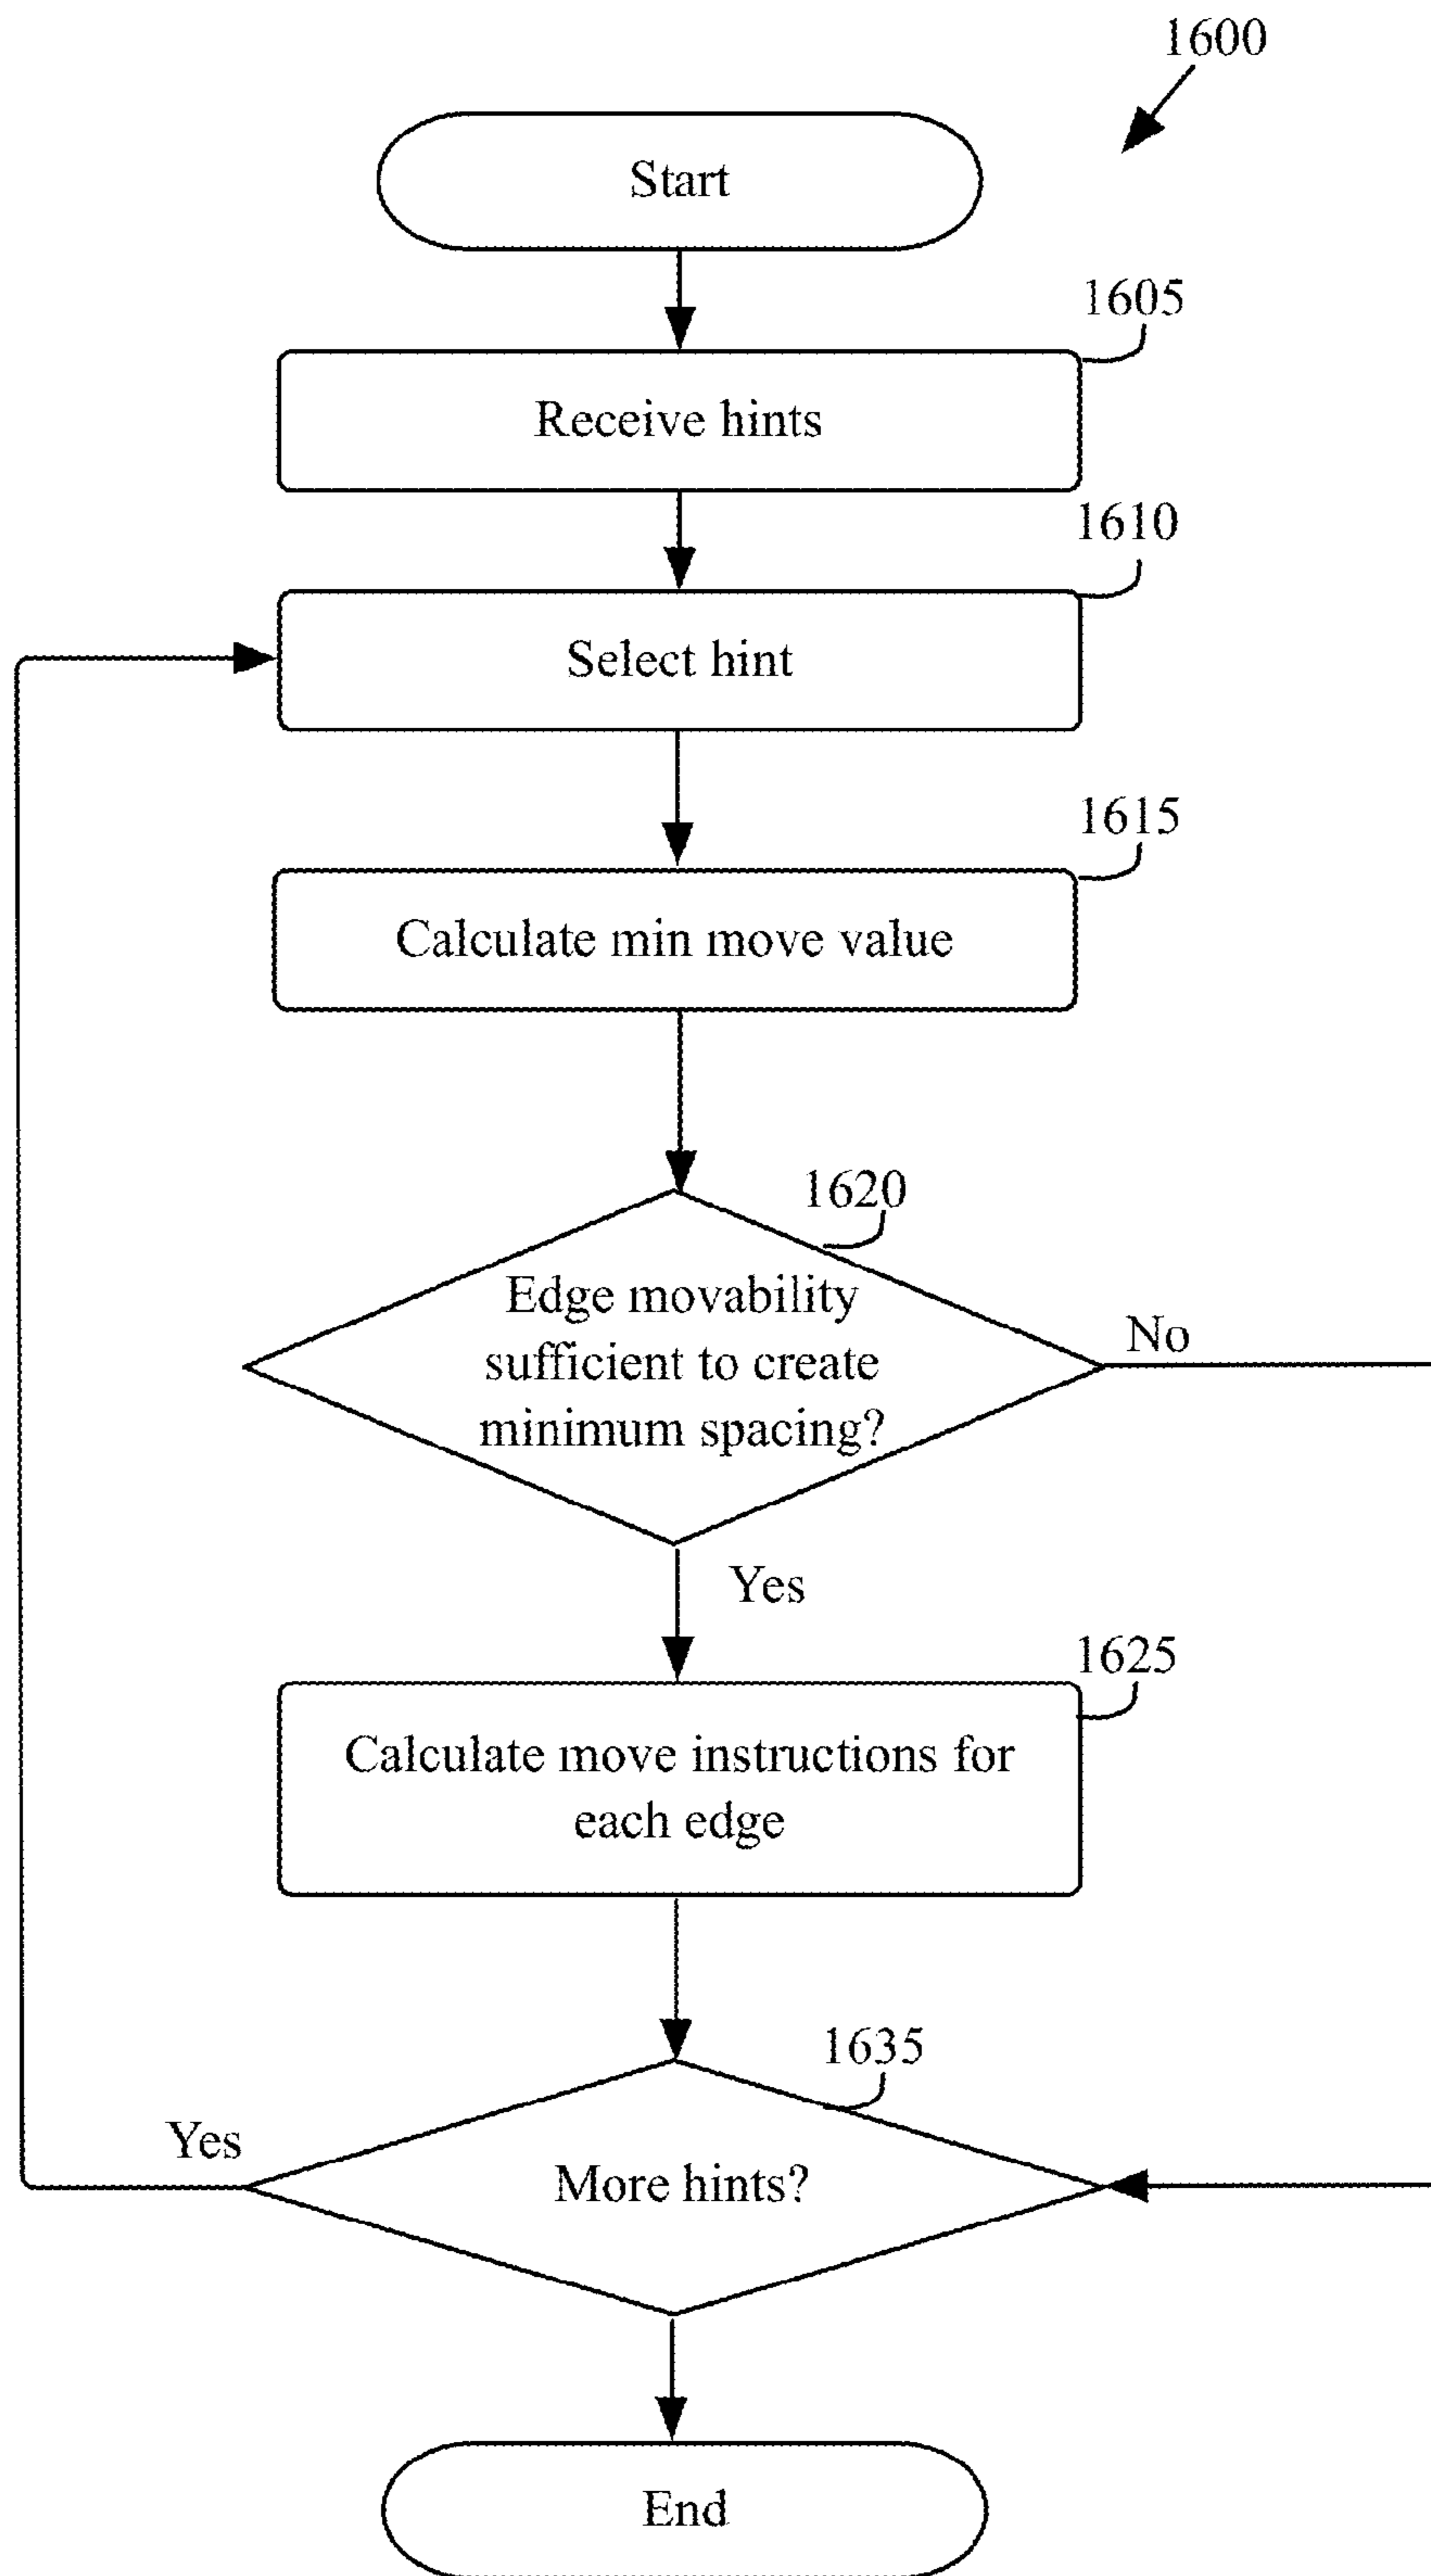 1600
Start
1605
Receive hints
1610
Select hint
1615
Calculate min move value
1620
Edge movability
sufficient to create
minimum spacing?
No
Yes
1625
Calculate move instructions for
each edge
1635
Yes
More hints?
End